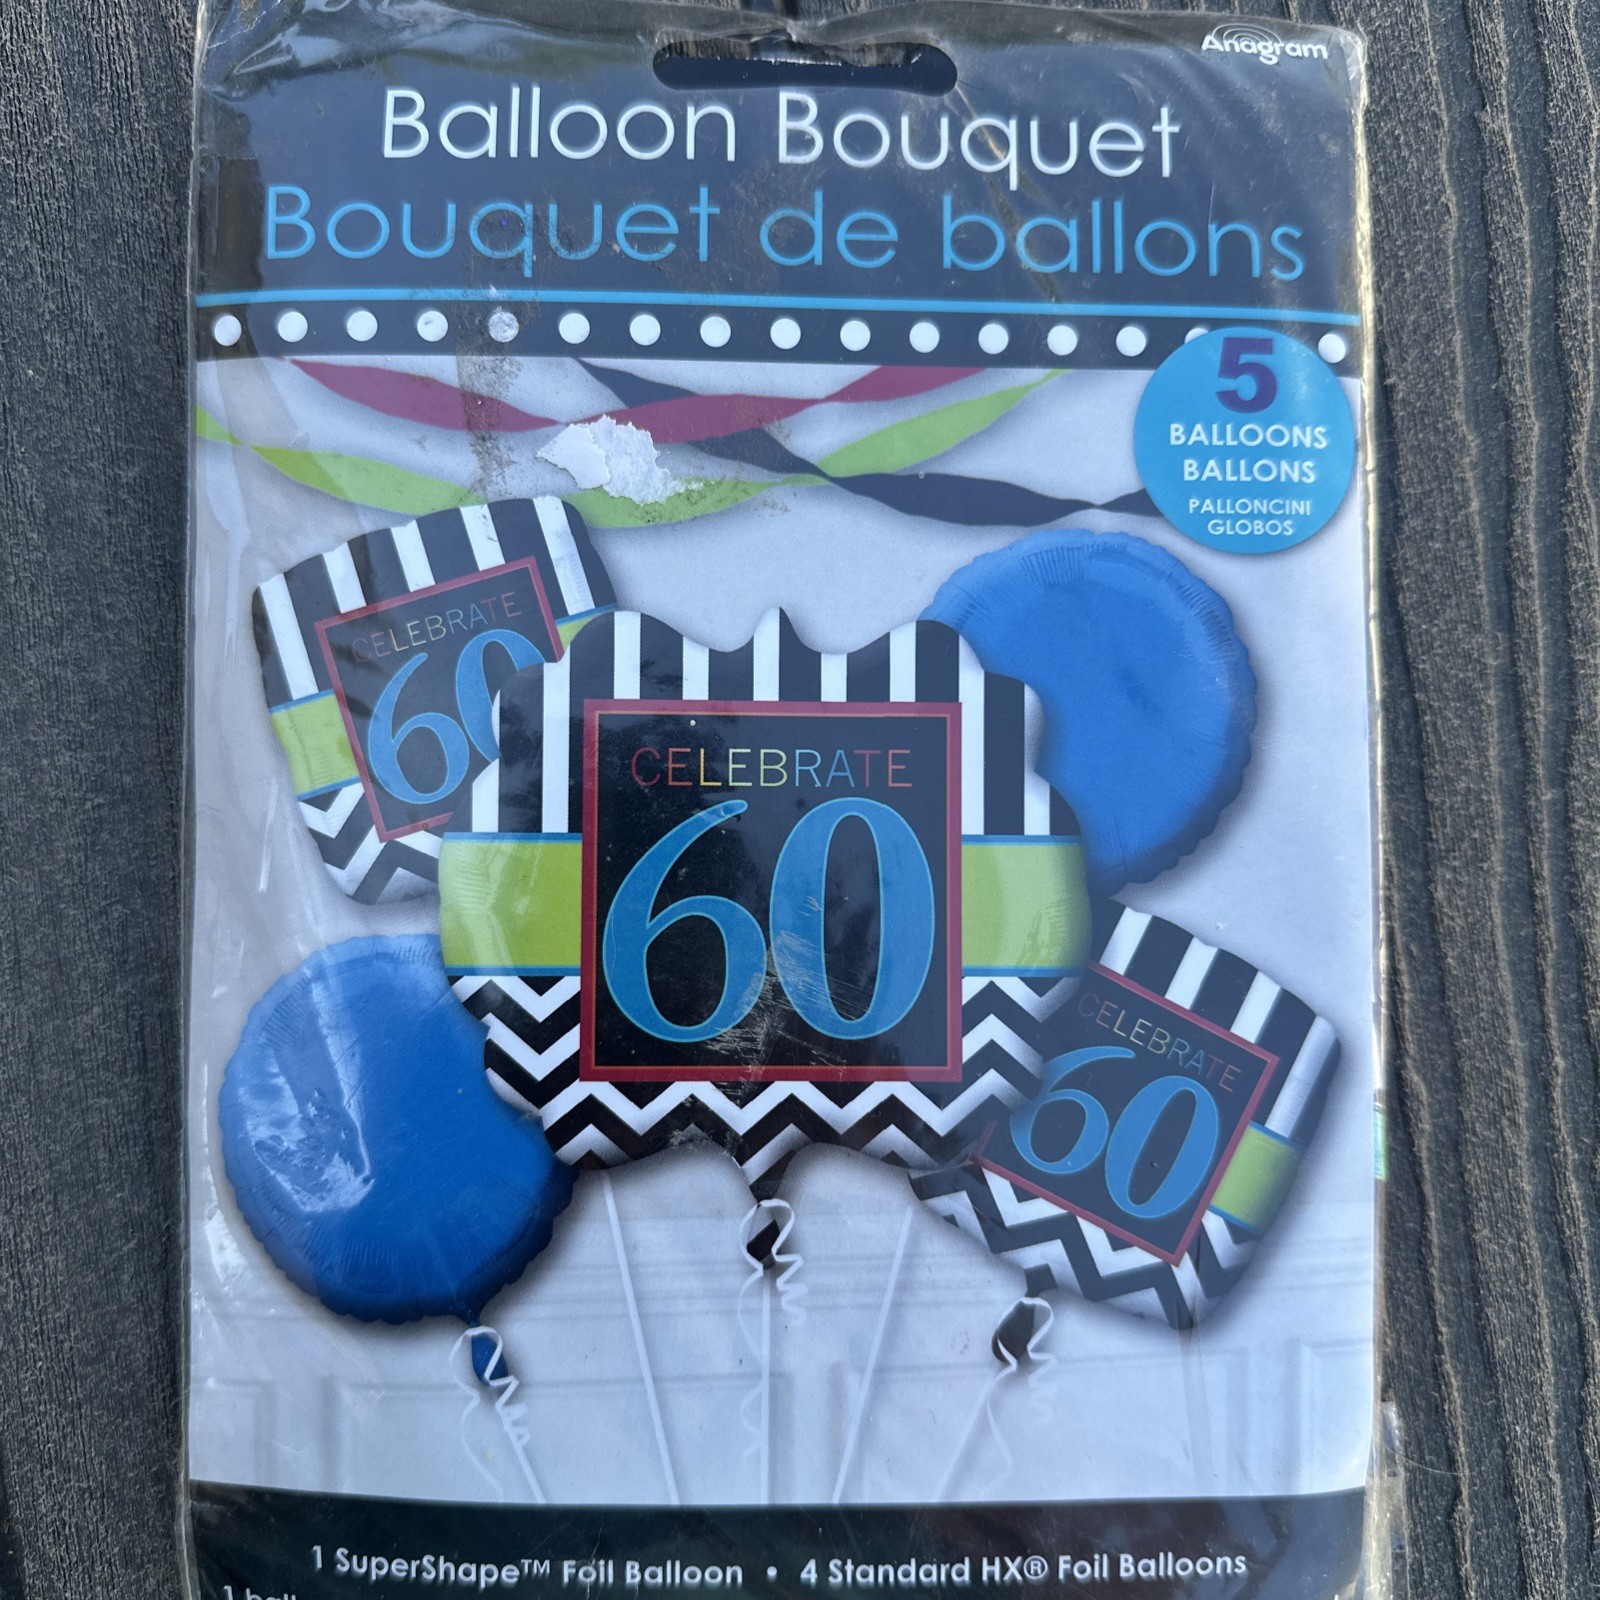 Anagram
Balloon Bouquet
Bouquet de ballons
5
BALLOONS
BALLONS
PALLONCINI
GLOBOS
CELEBRATE
60
CELEBRATE
60
CELEBRATE
60
1 SuperShape™ Foil Balloon • 4 Standard HX® Foil Balloons
1